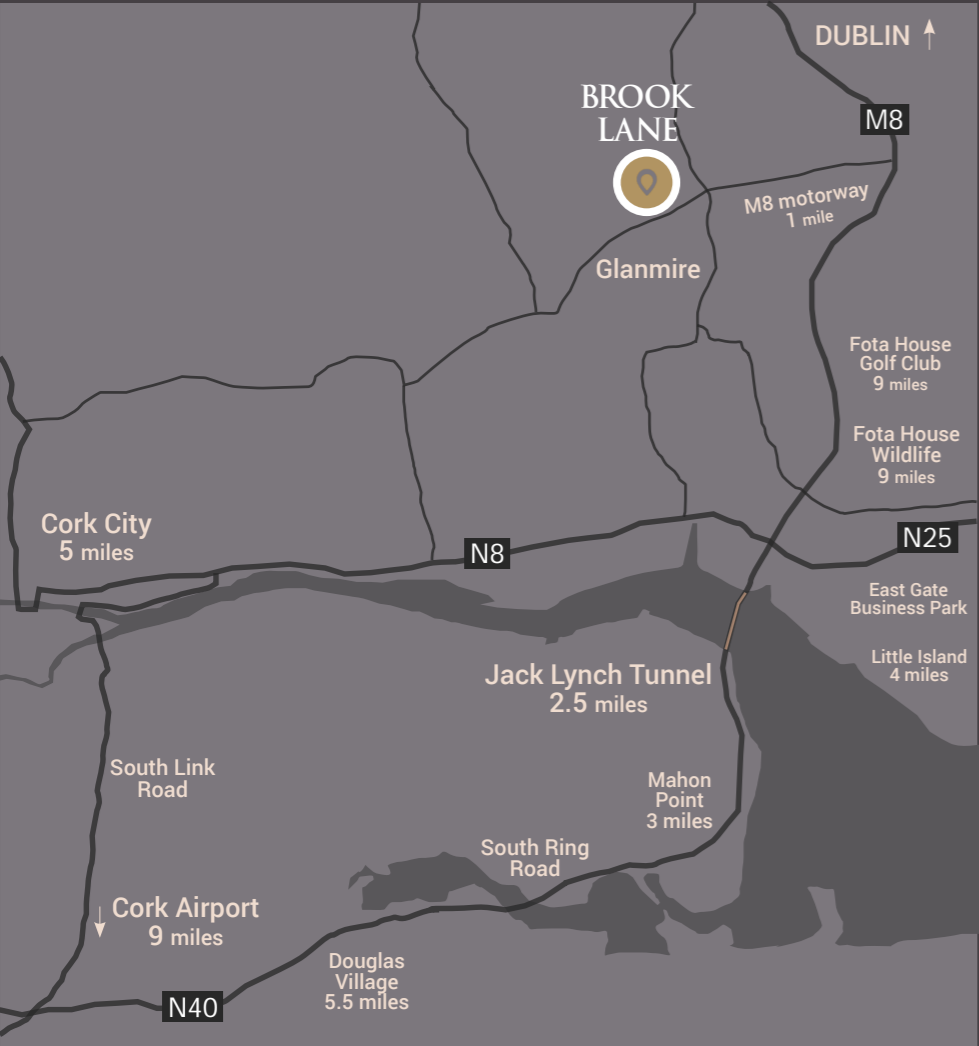 DUBLIN
BROOK
LANE
M8
M8 motorway
1 mile
Glanmire
Fota House
Golf Club
9 miles
Fota House
Wildlife
9 miles
Cork City
5 miles
N8
N25
East Gate
Business Park
Little Island
4 miles
Jack Lynch Tunnel
2.5 miles
South Link
Road
Mahon
Point
3 miles
South Ring
Road
Cork Airport
9 miles
Douglas
Village
5.5 miles
N40